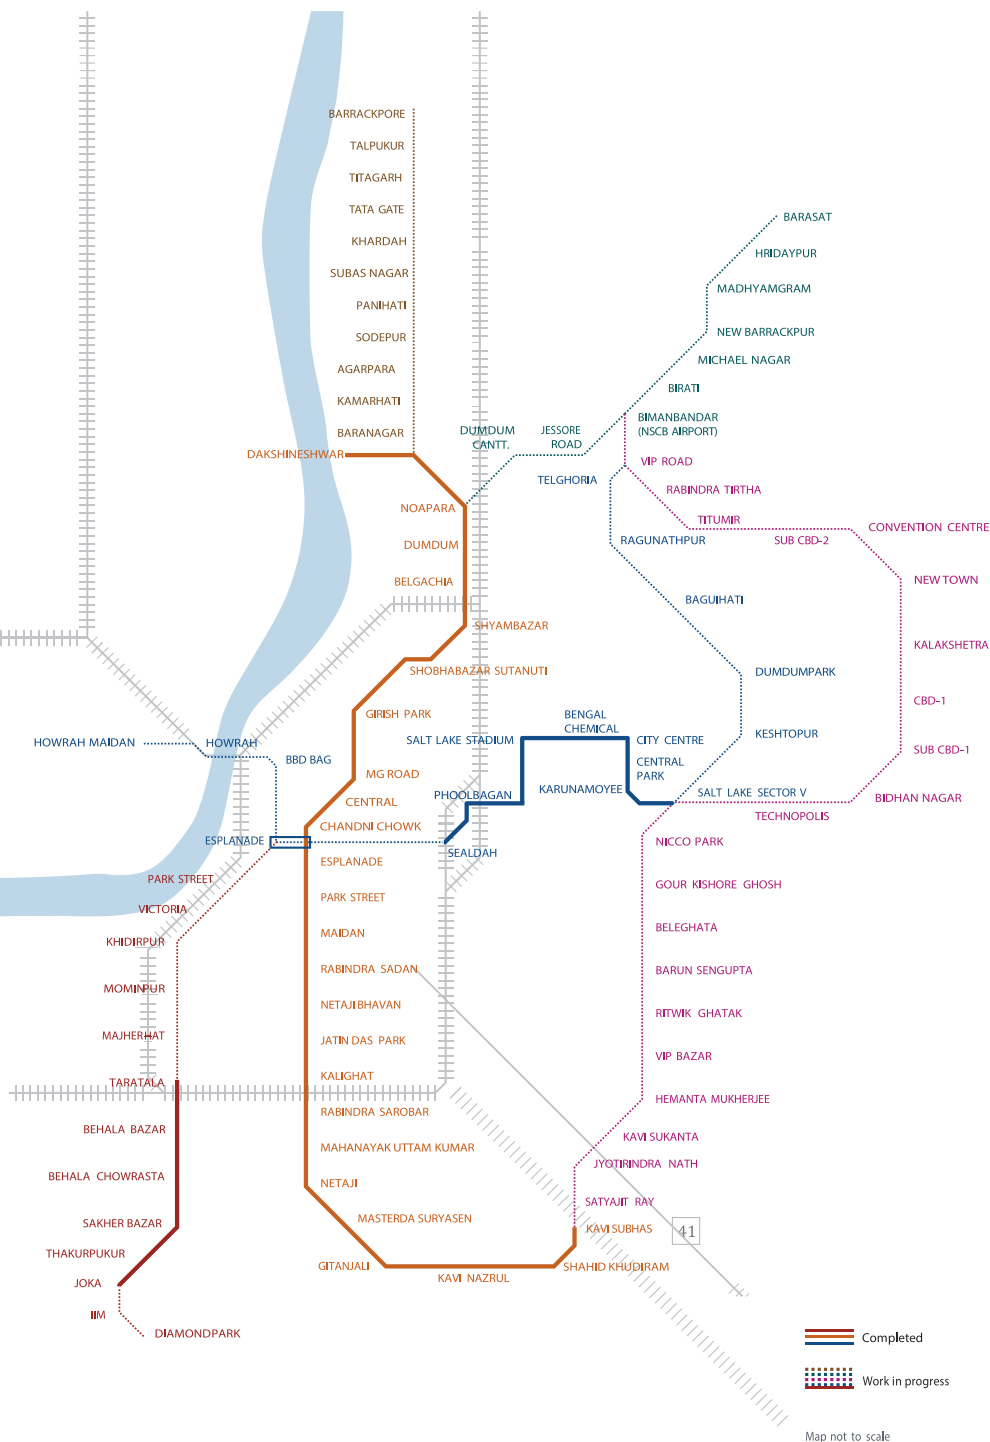 BARRACKPORE
TALPUKUR
TITAGARH
TATA GATE
KHARDAH
SUBAS NAGAR
PANIHATI
SODEPUR
AGARPARA
KAMARHATI
BARANAGAR
DAKSHINESHWAR
NOAPARA
DUMDUM
BELGACHIA
SHYAMBAZAR
SHOBHABAZAR SUTANUTI
GIRISH PARK
MG ROAD
CENTRAL
CHANDNI CHOWK
ESPLANADE
PARK STREET
MAIDAN
RABINDRA SADAN
NETAJI BHAVAN
JATIN DAS PARK
KALIGHAT
RABINDRA SAROBAR
MAHANAYAK UTTAM KUMAR
NETAJI
MASTERDA SURYASEN
GITANJALI
KAVI NAZRUL
SHAHID KHUDIRAM
KAVI SUBHAS
BARASAT
HRIDAYPUR
MADHYAMGRAM
NEW BARRACKPUR
MICHAEL NAGAR
BIRATI
BIMANBANDAR
(NSCB AIRPORT)
JESSORE
ROAD
DUMDUM
CANTT.
VIP ROAD
RABINDRA TIRTHA
TITUMIR
SUB CBD-2
CONVENTION CENTRE
NEW TOWN
KALAKSHETRA
CBD-1
SUB CBD-1
BIDHAN NAGAR
TECHNOPOLIS
SALT LAKE SECTOR V
NICCO PARK
GOUR KISHORE GHOSH
BELEGHATA
BARUN SENGUPTA
RITWIK GHATAK
VIP BAZAR
HEMANTA MUKHERJEE
KAVI SUKANTA
JYOTIRINDRA NATH
SATYAJIT RAY
TELGHORIA
RAGUNATHPUR
BAGUIHATI
DUMDUMPARK
KESHTOPUR
HOWRAH MAIDAN
HOWRAH
BBD BAG
ESPLANADE
SEALDAH
PHOOLBAGAN
SALT LAKE STADIUM
BENGAL
CHEMICAL
CITY CENTRE
CENTRAL
PARK
KARUNAMOYEE
PARK STREET
VICTORIA
KHIDIRPUR
MOMINPUR
MAJHERHAT
TARATALA
BEHALA BAZAR
BEHALA CHOWRASTA
SAKHER BAZAR
THAKURPUKUR
JOKA
IIM
DIAMONDPARK
41
Completed
Work in progress
Map not to scale